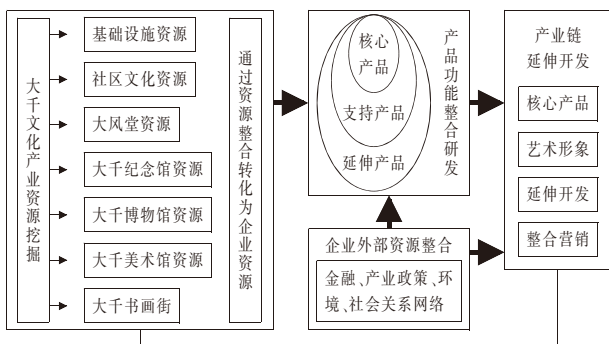 大千文化产业资源挖掘
基础设施资源
社区文化资源
大风堂资源
大千纪念馆资源
大千博物馆资源
大千美术馆资源
大千书画街
通过资源整合转化为企业资源
核心
产品
支持产品
延伸产品
产品功能整合研发
企业外部资源整合
金融、产业政策、环
境、社会关系网络
产业链
延伸开发
核心产品
艺术形象
延伸开发
整合营销